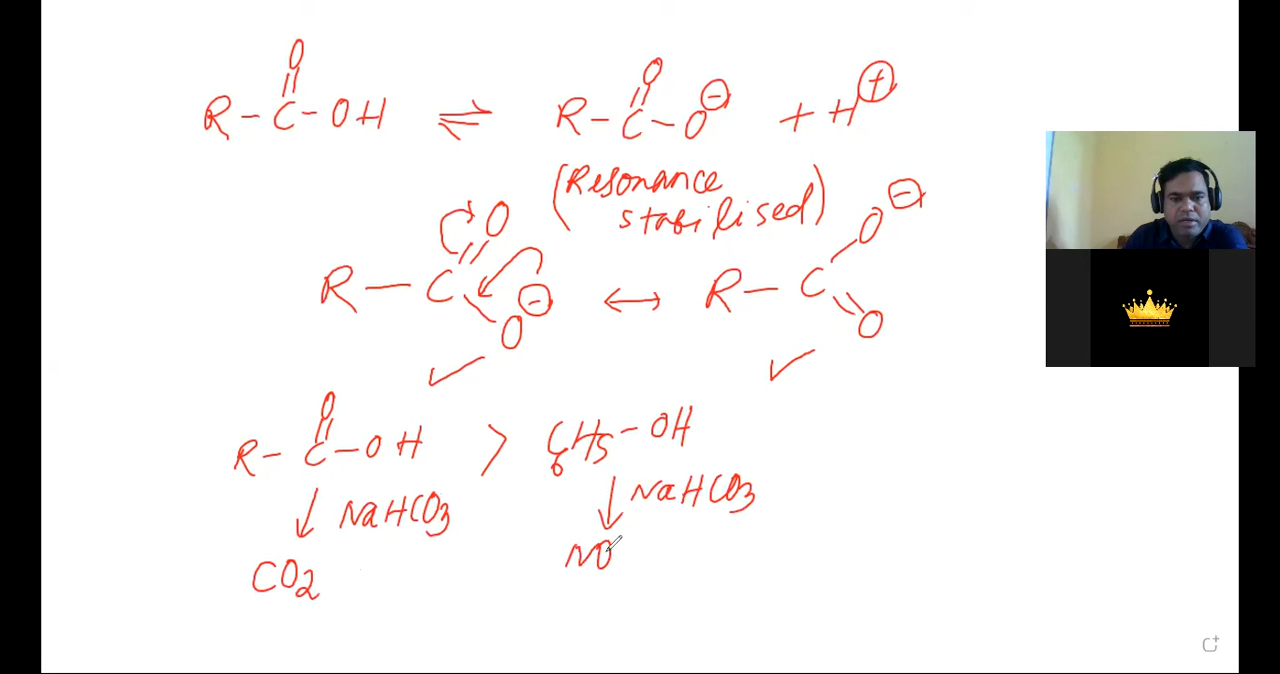 O
R - C - OH ⇌ R - C - O⊖ + H⊕
O
(Resonance
stabilised)
O
R - C
O⊖
↔
O⊖
R - C
O
✓ ✓
O
R - C - OH > C6H5 - OH
↓ NaHCO3 ↓ NaHCO3
CO2 NO